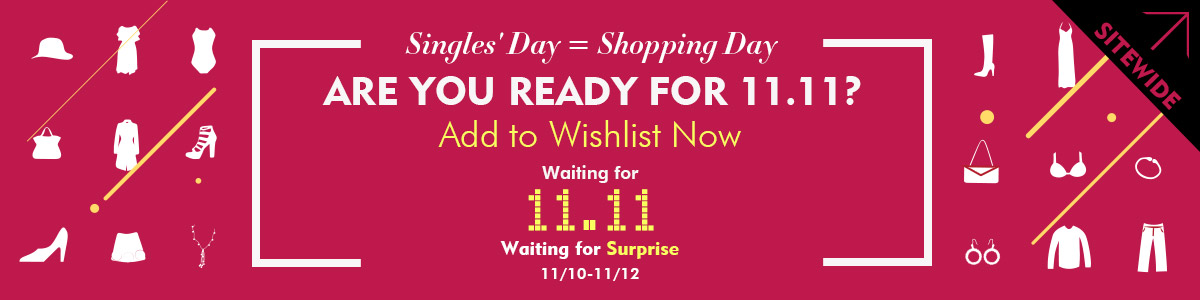 Singles' Day = Shopping Day
ARE YOU READY FOR 11.11?
Add to Wishlist Now
Waiting for
11.11
Waiting for Surprise
11/10-11/12
SITEWIDE